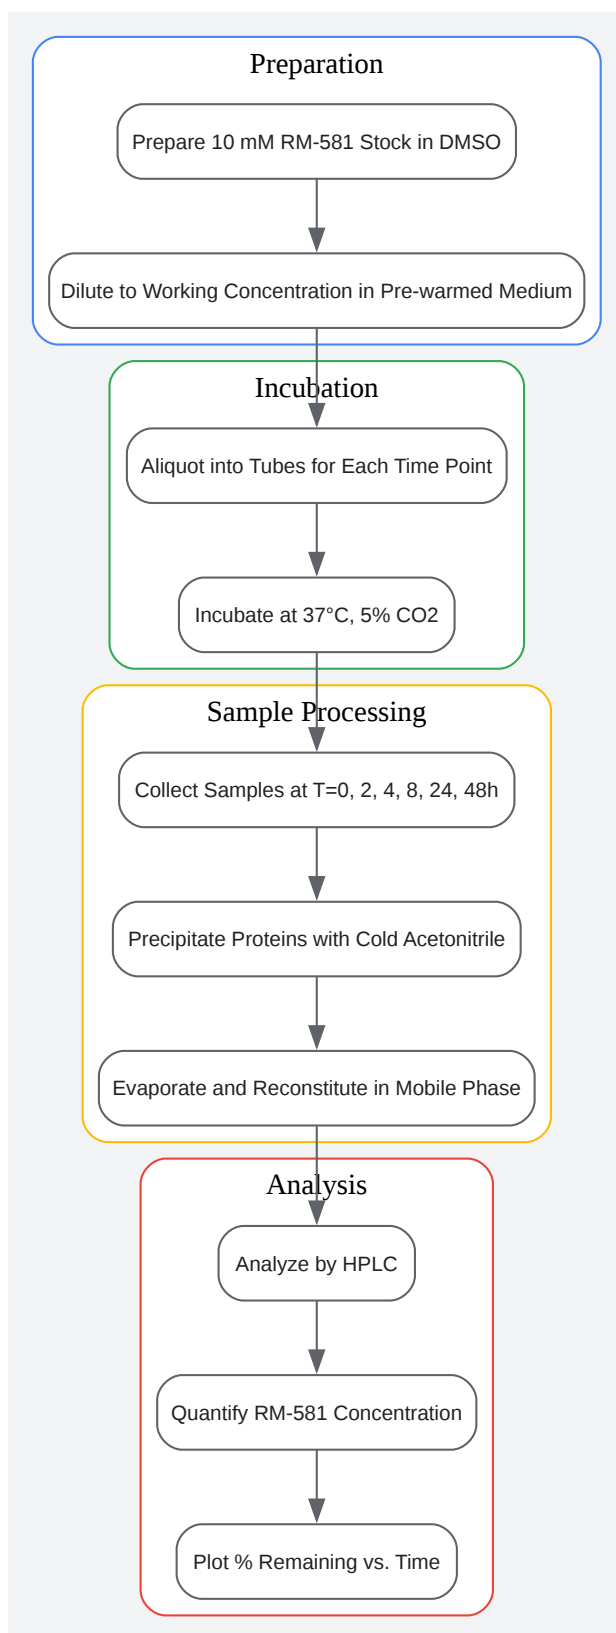 Preparation
Prepare 10 mM RM-581 Stock in DMSO
Dilute to Working Concentration in Pre-warmed Medium
Incubation
Aliquot into Tubes for Each Time Point
Incubate at 37°C, 5% CO2
Sample Processing
Collect Samples at T=0, 2, 4, 8, 24, 48h
Precipitate Proteins with Cold Acetonitrile
Evaporate and Reconstitute in Mobile Phase
Analysis
Analyze by HPLC
Quantify RM-581 Concentration
Plot % Remaining vs. Time